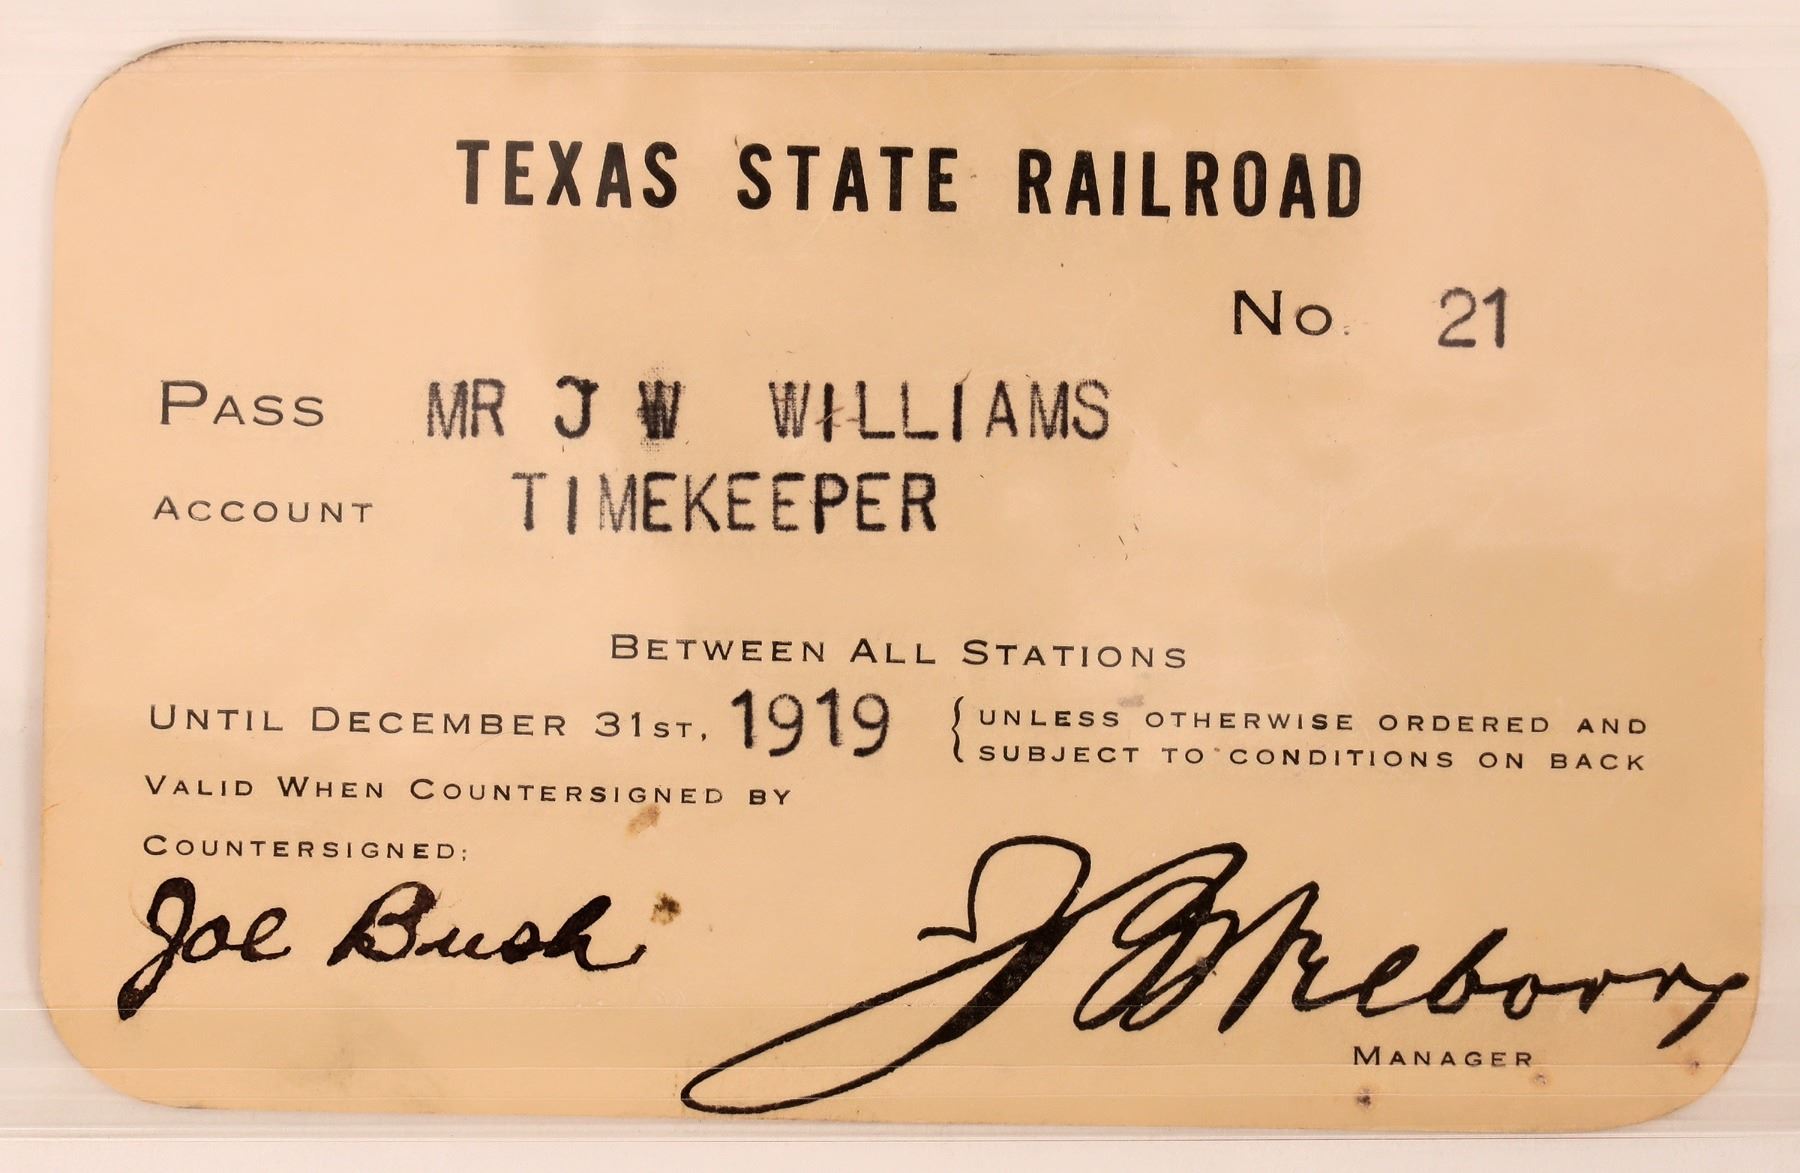 TEXAS STATE RAILROAD
No. 21
PASS MR J W WILLIAMS
ACCOUNT TIMEKEEPER
BETWEEN ALL STATIONS
UNTIL DECEMBER 31ST, 1919 { UNLESS OTHERWISE ORDERED AND
SUBJECT TO CONDITIONS ON BACK
VALID WHEN COUNTERSIGNED BY
COUNTERSIGNED:
Joe Bush
MANAGER